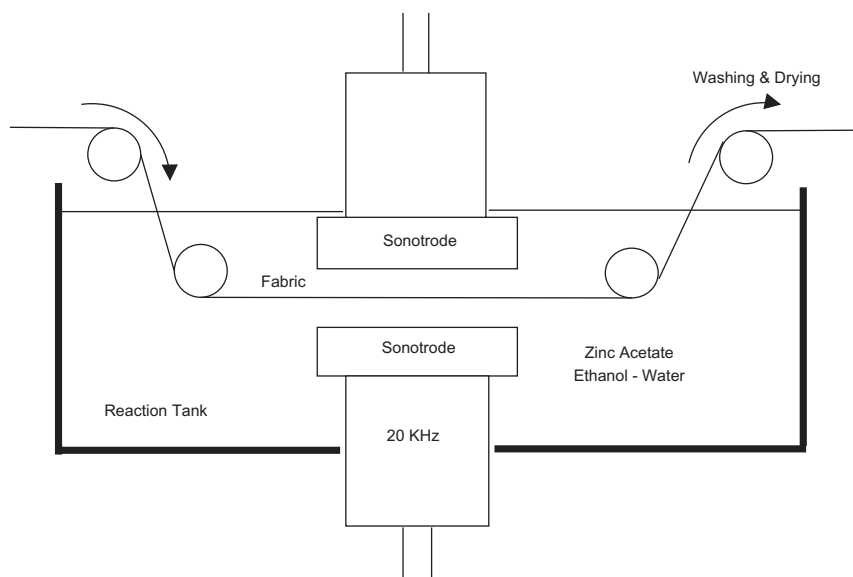 Washing & Drying
Sonotrode
Fabric
Sonotrode
Zinc Acetate
Ethanol - Water
Reaction Tank
20 KHz